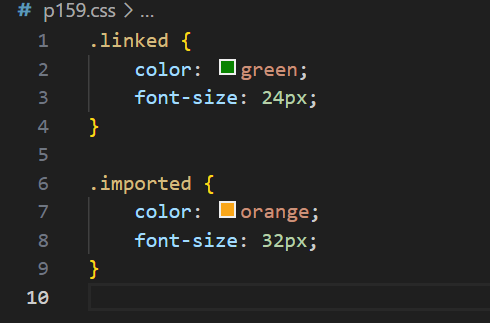 # p159.css > ...
1 .linked {
2     color: green;
3     font-size: 24px;
4 }
5
6 .imported {
7     color: orange;
8     font-size: 32px;
9 }
10